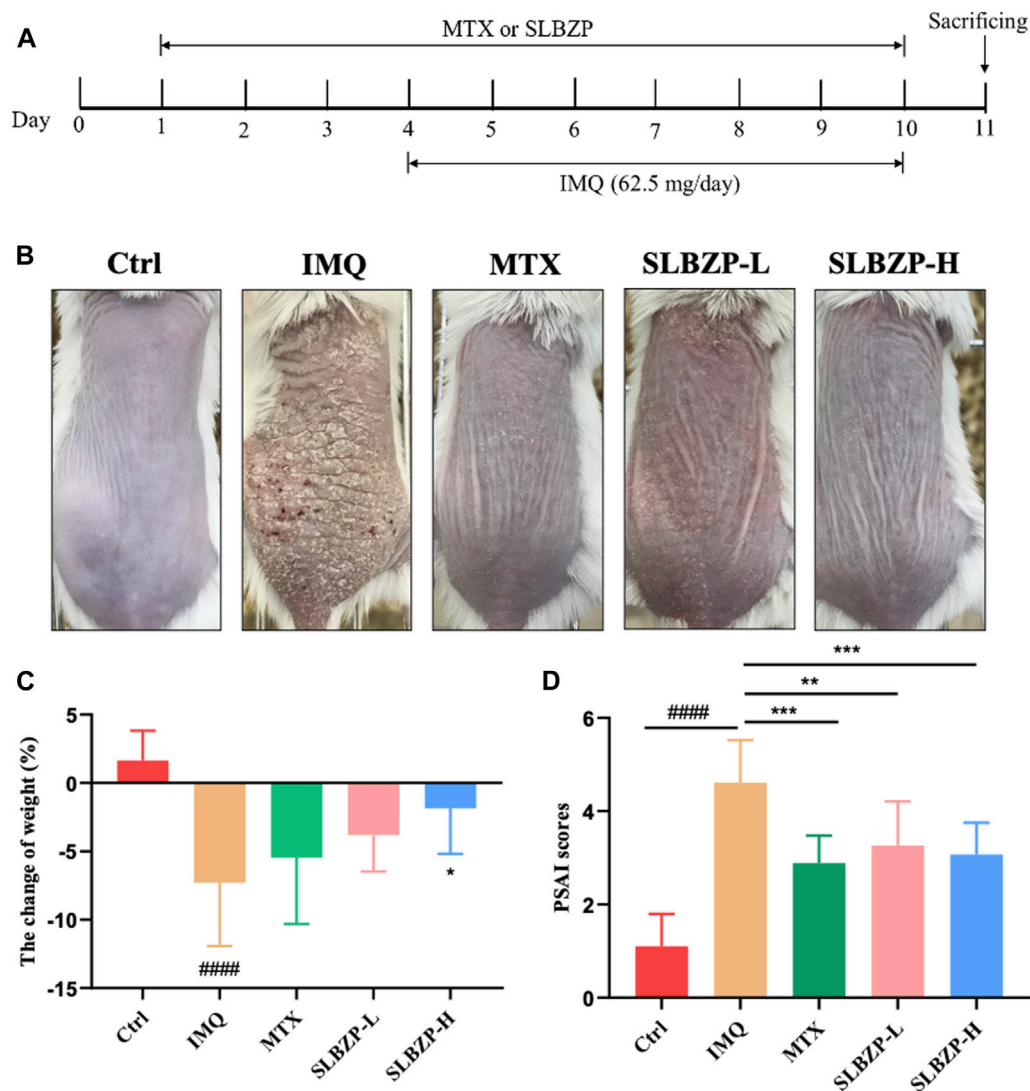 A
MTX or SLBZP
Sacrificing
Day
0 1 2 3 4 5 6 7 8 9 10 11
IMQ (62.5 mg/day)
B
Ctrl IMQ MTX SLBZP-L SLBZP-H
C
The change of weight (%)
5
0
-5
-10
-15
####
*
Ctrl IMQ MTX SLBZP-L SLBZP-H
D
PSAI scores
6
4
2
0
***
**
#### ***
Ctrl IMQ MTX SLBZP-L SLBZP-H